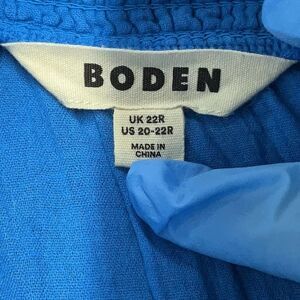 BODEN
UK 22R
US 20-22R
MADE IN
CHINA